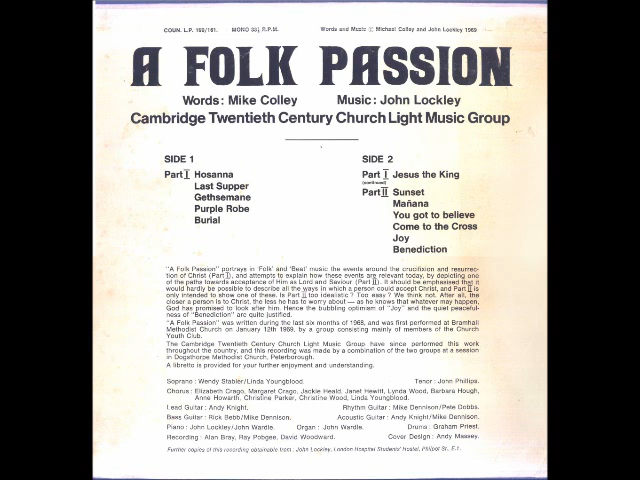 COUN. L.P. 160/161. MONO 33⅓ R.P.M. Words and Music Michael Colley and John Lockley 1969
A FOLK PASSION
Words: Mike Colley Music: John Lockley
Cambridge Twentieth Century Church Light Music Group
SIDE 1
Part I Hosanna
Last Supper
Gethsemane
Purple Robe
Burial
SIDE 2
Part I Jesus the King
(continued)
Part II Sunset
Mañana
You got to believe
Come to the Cross
Joy
Benediction
"A Folk Passion" portrays in 'Folk' and 'Beat' music the events around the crucifixion and resurrec-
tion of Christ (Part I), and attempts to explain how these events are relevant today, by depicting one
of the paths towards acceptance of Him as Lord and Saviour (Part II). It should be emphasised that it
would hardly be possible to describe all the ways in which a person could accept Christ, and Part II is
only intended to show one of these. Is Part II too idealistic? Too easy? We think not. After all, the
closer a person is to Christ, the less he has to worry about — as he knows that whatever may happen,
God has promised to look after him. Hence the bubbling optimism of "Joy" and the quiet peaceful-
ness of "Benediction" are quite justified.
"A Folk Passion" was written during the last six months of 1968, and was first performed at Bramhall
Methodist Church on January 12th 1969, by a group consisting mainly of members of the Church
Youth Club.
The Cambridge Twentieth Century Church Light Music Group have since performed this work
throughout the country, and this recording was made by a combination of the two groups at a session
in Dogsthorpe Methodist Church, Peterborough.
A libretto is provided for your further enjoyment and understanding.
Soprano: Wendy Stabler/Linda Youngblood. Tenor: John Phillips.
Chorus: Elizabeth Crago, Margaret Crago, Jackie Heald, Janet Hewitt, Lynda Wood, Barbara Hough,
Anne Howarth, Christine Parker, Christine Wood, Linda Youngblood.
Lead Guitar: Andy Knight. Rhythm Guitar: Mike Dennison/Pete Dobbs.
Bass Guitar: Rick Bebb/Mike Dennison. Acoustic Guitar: Andy Knight/Mike Dennison.
Piano: John Lockley/John Wardle. Organ: John Wardle. Drums: Graham Priest.
Recording: Alan Bray, Ray Pobgee, David Woodward. Cover Design: Andy Massey.
Further copies of this recording obtainable from: John Lockley, London Hospital Students' Hostel, Philpot St., E.1.